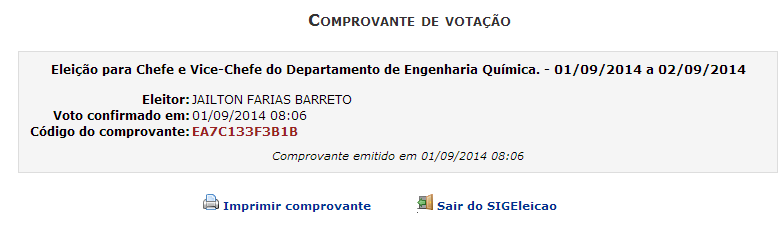 Comprovante de votação
Eleição para Chefe e Vice-Chefe do Departamento de Engenharia Química. - 01/09/2014 a 02/09/2014
Eleitor: JAILTON FARIAS BARRETO
Voto confirmado em: 01/09/2014 08:06
Código do comprovante: EA7C133F3B1B
Comprovante emitido em 01/09/2014 08:06
Imprimir comprovante Sair do SIGEleicao